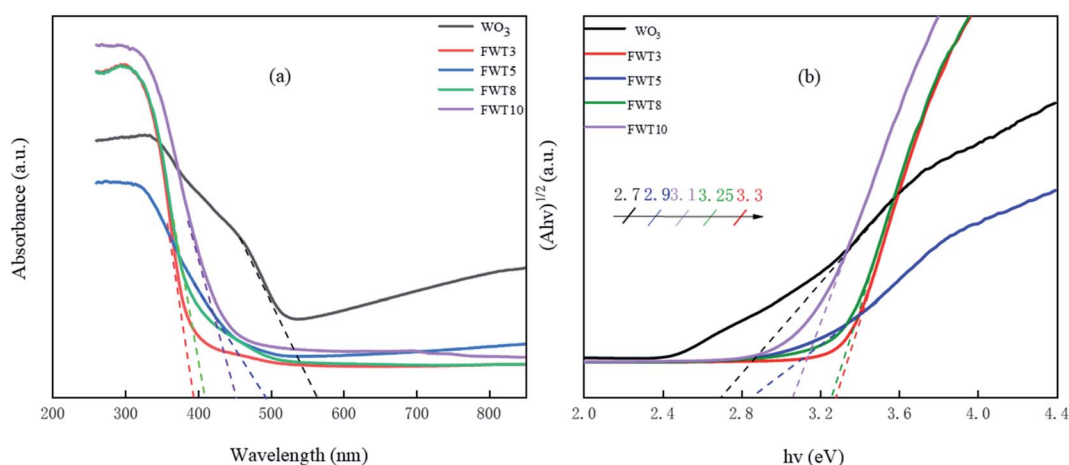 WO3
FWT3
FWT5
FWT8
FWT10
(a)
Absorbance (a.u.)
200 300 400 500 600 700 800
Wavelength (nm)
WO3
FWT3
FWT5
FWT8
FWT10
(b)
2.7 2.9 3.1 3.25 3.3
(Ahv)1/2 (a.u.)
2.0 2.4 2.8 3.2 3.6 4.0 4.4
hv (eV)